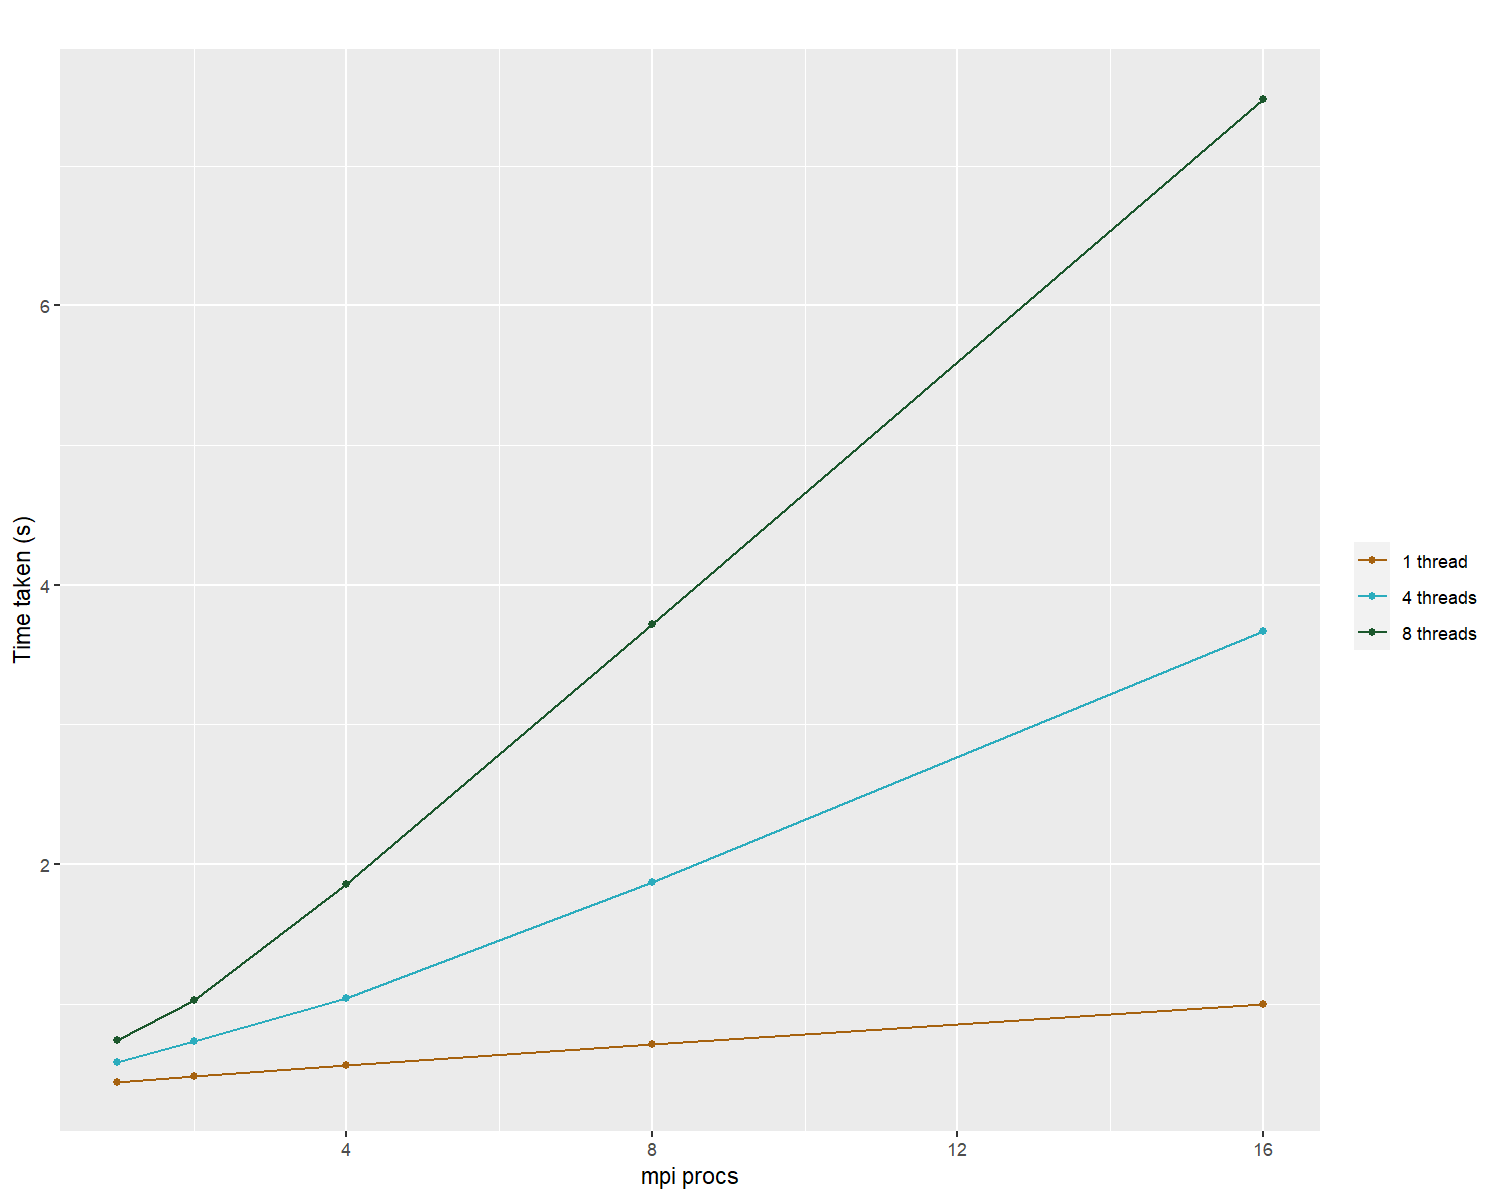 Time taken (s)
6
4
2
4
8
12
16
mpi procs
1 thread
4 threads
8 threads